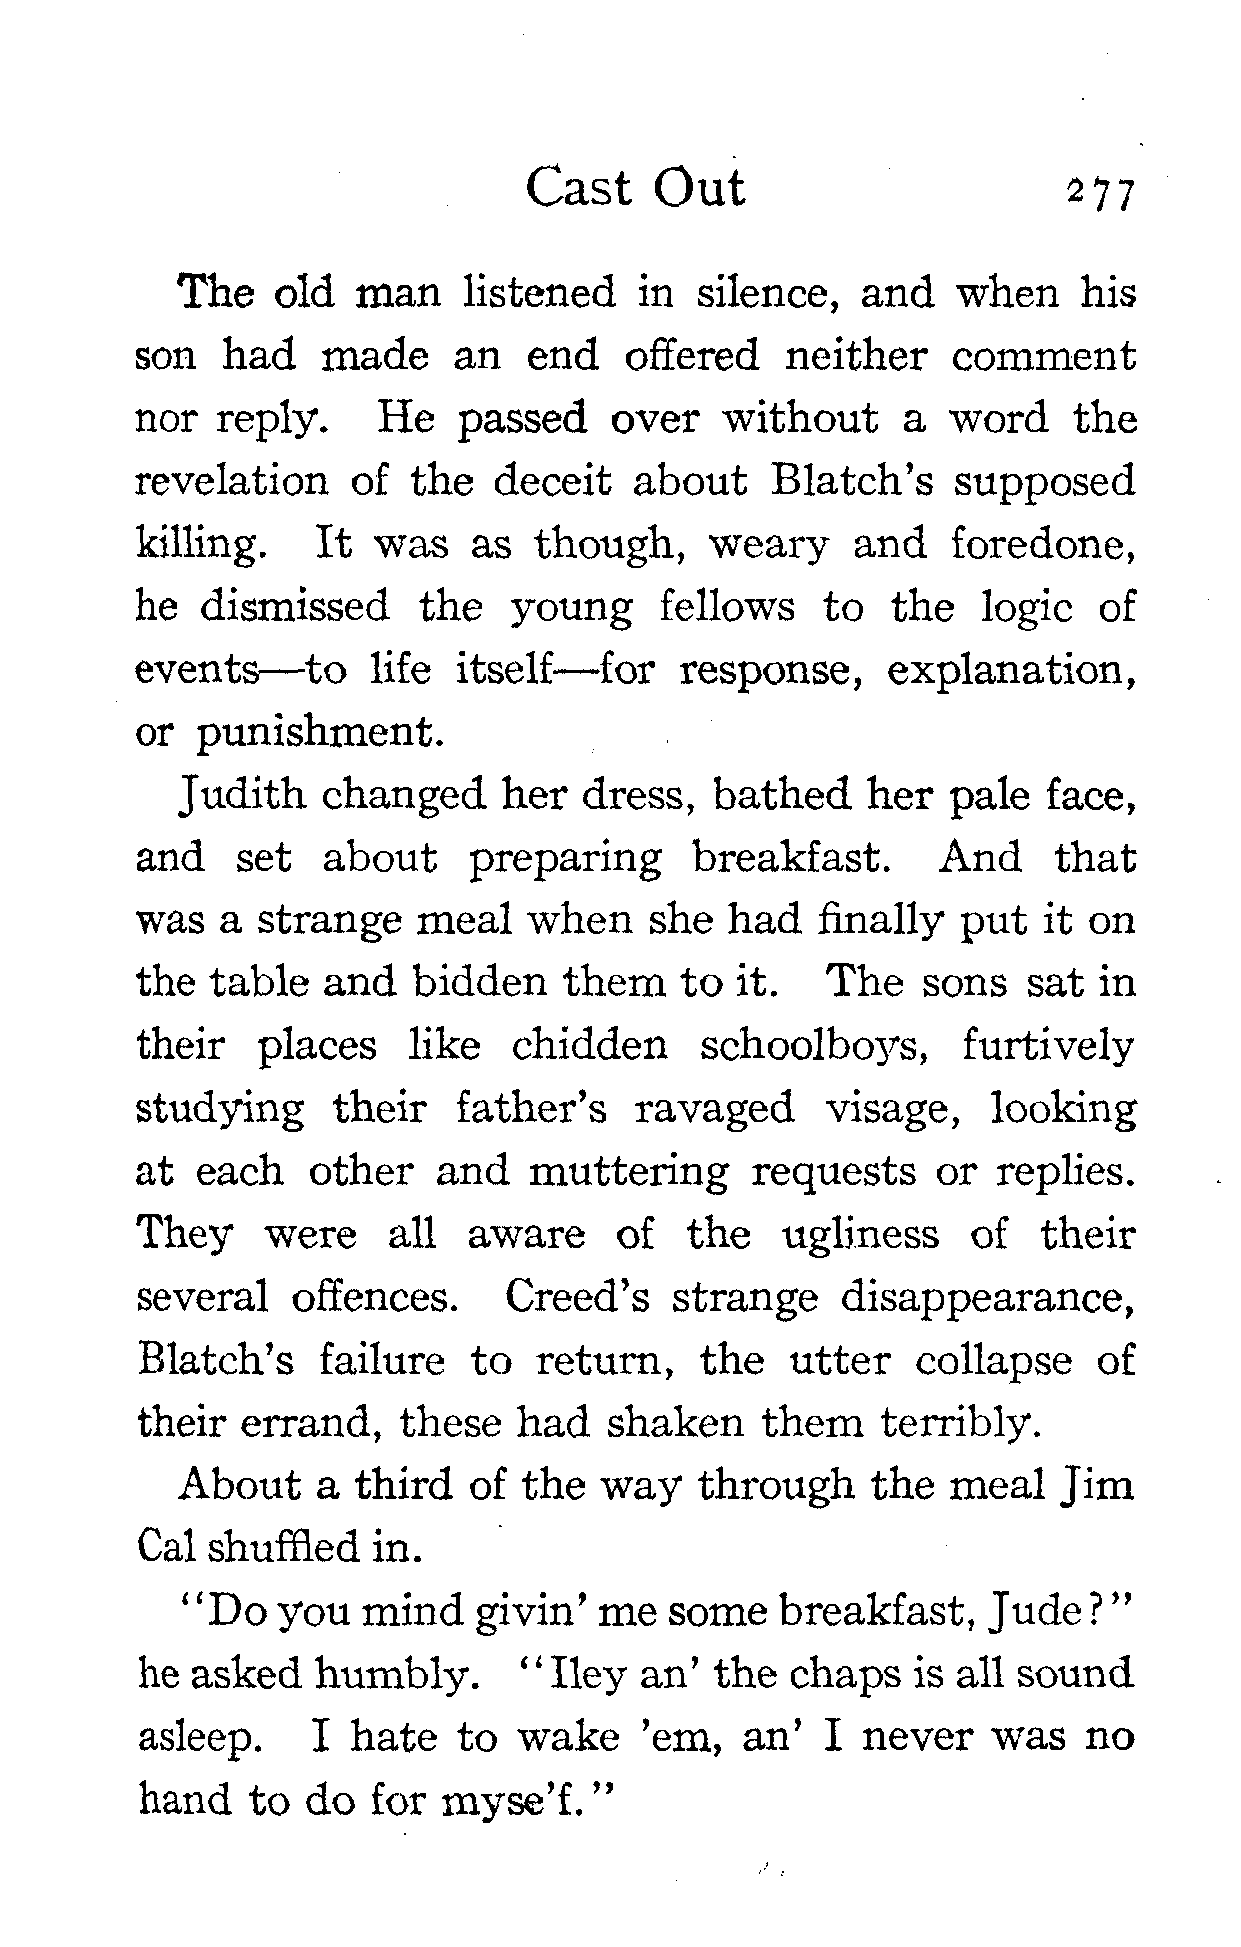 Cast Out 277
The old man listened in silence, and when his
son had made an end offered neither comment
nor reply. He passed over without a word the
revelation of the deceit about Blatch's supposed
killing. It was as though, weary and foredone,
he dismissed the young fellows to the logic of
events—to life itself—for response, explanation,
or punishment.
Judith changed her dress, bathed her pale face,
and set about preparing breakfast. And that
was a strange meal when she had finally put it on
the table and bidden them to it. The sons sat in
their places like chidden schoolboys, furtively
studying their father's ravaged visage, looking
at each other and muttering requests or replies.
They were all aware of the ugliness of their
several offences. Creed's strange disappearance,
Blatch's failure to return, the utter collapse of
their errand, these had shaken them terribly.
About a third of the way through the meal Jim
Cal shuffled in.
"Do you mind givin' me some breakfast, Jude?"
he asked humbly. "Iley an' the chaps is all sound
asleep. I hate to wake 'em, an' I never was no
hand to do for myse'f."